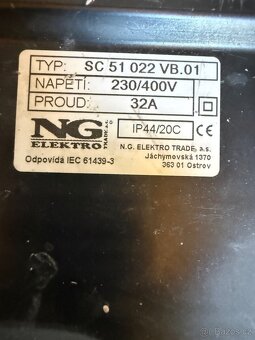 TYP: SC 51 022 VB.01
NAPĚTÍ: 230/400V
PROUD: 32A
NG
ELEKTRO
TRADE, a.s.
Odpovídá IEC 61439-3
IP44/20C CE
N.G. ELEKTRO TRADE, a.s.
Jáchymovská 1370
363 01 Ostrov